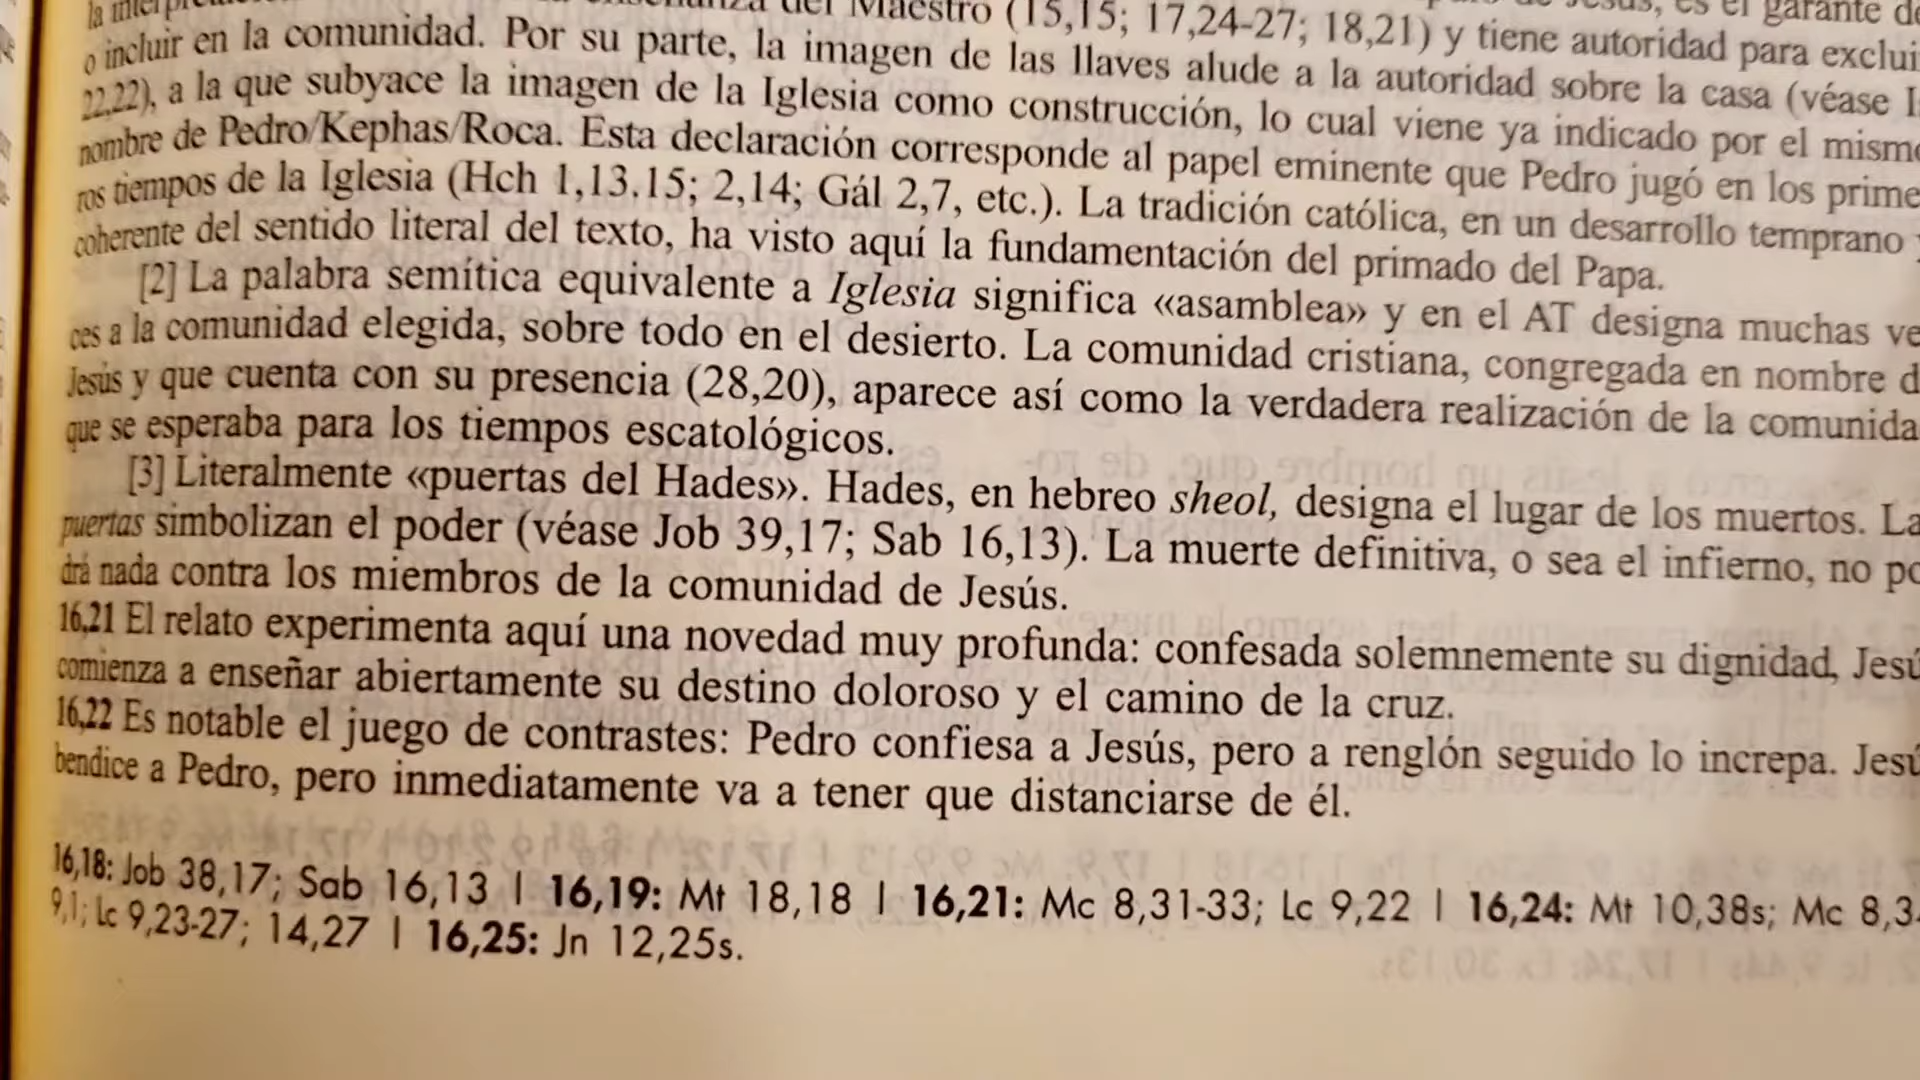 la enseñanza del Maestro (15,15; 17,24-27; 18,21) y tiene autoridad para exclui
o incluir en la comunidad. Por su parte, la imagen de las llaves alude a la autoridad sobre la casa (véase
22,22), a la que subyace la imagen de la Iglesia como construcción, lo cual viene ya indicado por el mism
nombre de Pedro/Kephas/Roca. Esta declaración corresponde al papel eminente que Pedro jugó en los prime
ros tiempos de la Iglesia (Hch 1,13.15; 2,14; Gál 2,7, etc.). La tradición católica, en un desarrollo temprano
coherente del sentido literal del texto, ha visto aquí la fundamentación del primado del Papa.
[2] La palabra semítica equivalente a Iglesia significa «asamblea» y en el AT designa muchas ve
ces a la comunidad elegida, sobre todo en el desierto. La comunidad cristiana, congregada en nombre d
Jesús y que cuenta con su presencia (28,20), aparece así como la verdadera realización de la comunida
que se esperaba para los tiempos escatológicos.
[3] Literalmente «puertas del Hades». Hades, en hebreo sheol, designa el lugar de los muertos. La
puertas simbolizan el poder (véase Job 39,17; Sab 16,13). La muerte definitiva, o sea el infierno, no po
drá nada contra los miembros de la comunidad de Jesús.
16,21 El relato experimenta aquí una novedad muy profunda: confesada solemnemente su dignidad, Jesú
comienza a enseñar abiertamente su destino doloroso y el camino de la cruz.
16,22 Es notable el juego de contrastes: Pedro confiesa a Jesús, pero a renglón seguido lo increpa. Jesú
bendice a Pedro, pero inmediatamente va a tener que distanciarse de él.
16,18: Job 38,17; Sab 16,13 | 16,19: Mt 18,18 | 16,21: Mc 8,31-33; Lc 9,22 | 16,24: Mt 10,38s; Mc 8,3
9,1; Lc 9,23-27; 14,27 | 16,25: Jn 12,25s.